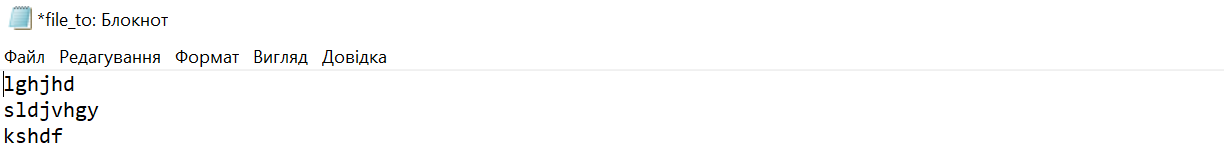 *file_to: Блокнот
Файл Редагування Формат Вигляд Довідка
lghjhd
sldjvhgy
kshdf